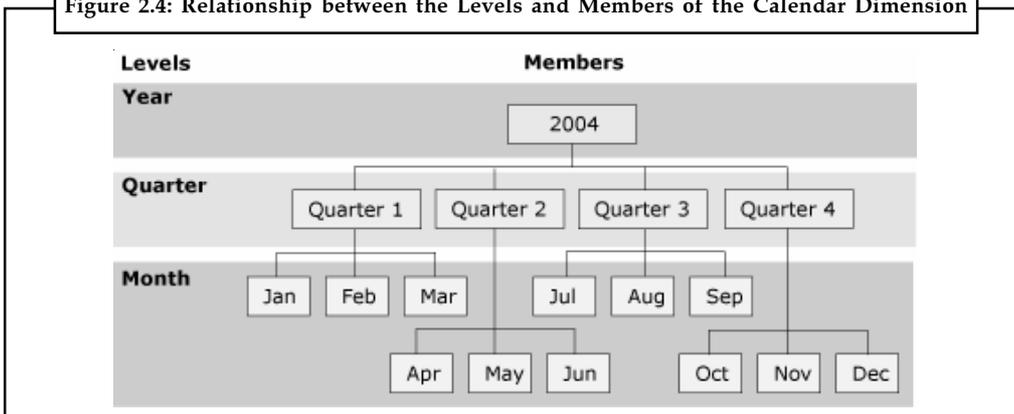 Figure 2.4: Relationship between the Levels and Members of the Calendar Dimension
Levels Members
Year
2004
Quarter
Quarter 1 Quarter 2 Quarter 3 Quarter 4
Month
Jan Feb Mar Jul Aug Sep
Apr May Jun Oct Nov Dec